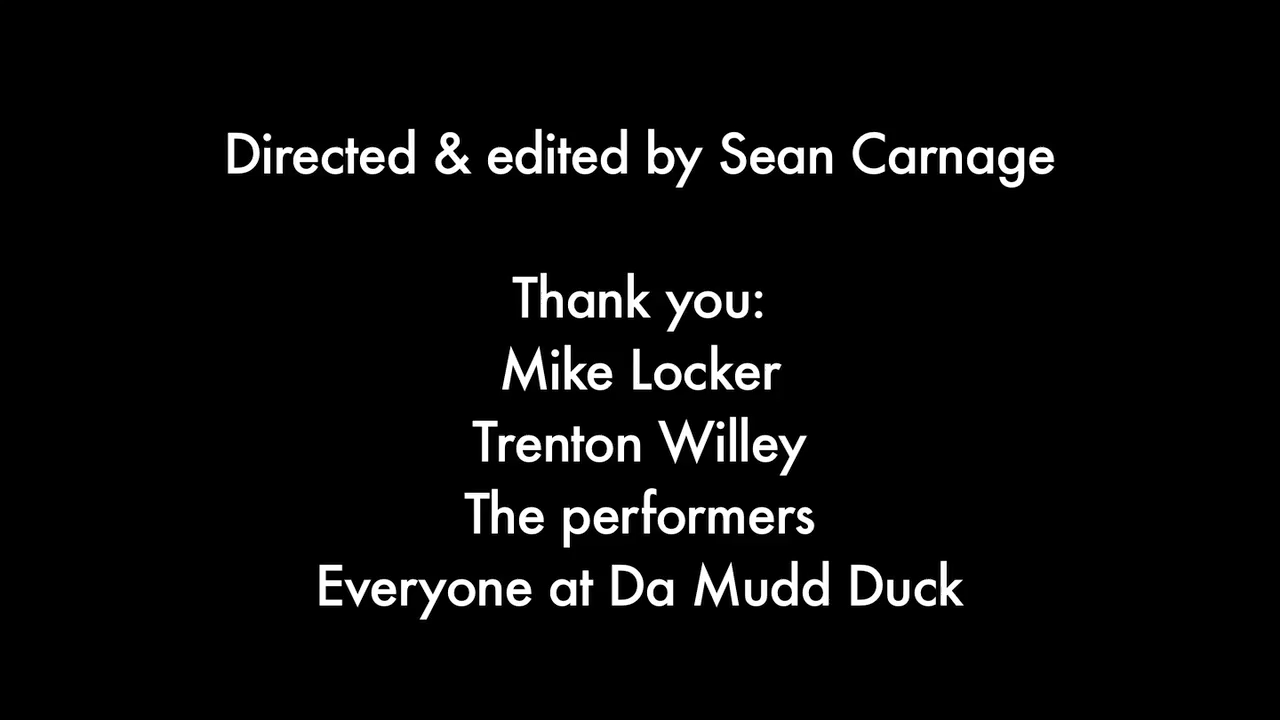 Directed & edited by Sean Carnage
Thank you:
Mike Locker
Trenton Willey
The performers
Everyone at Da Mudd Duck